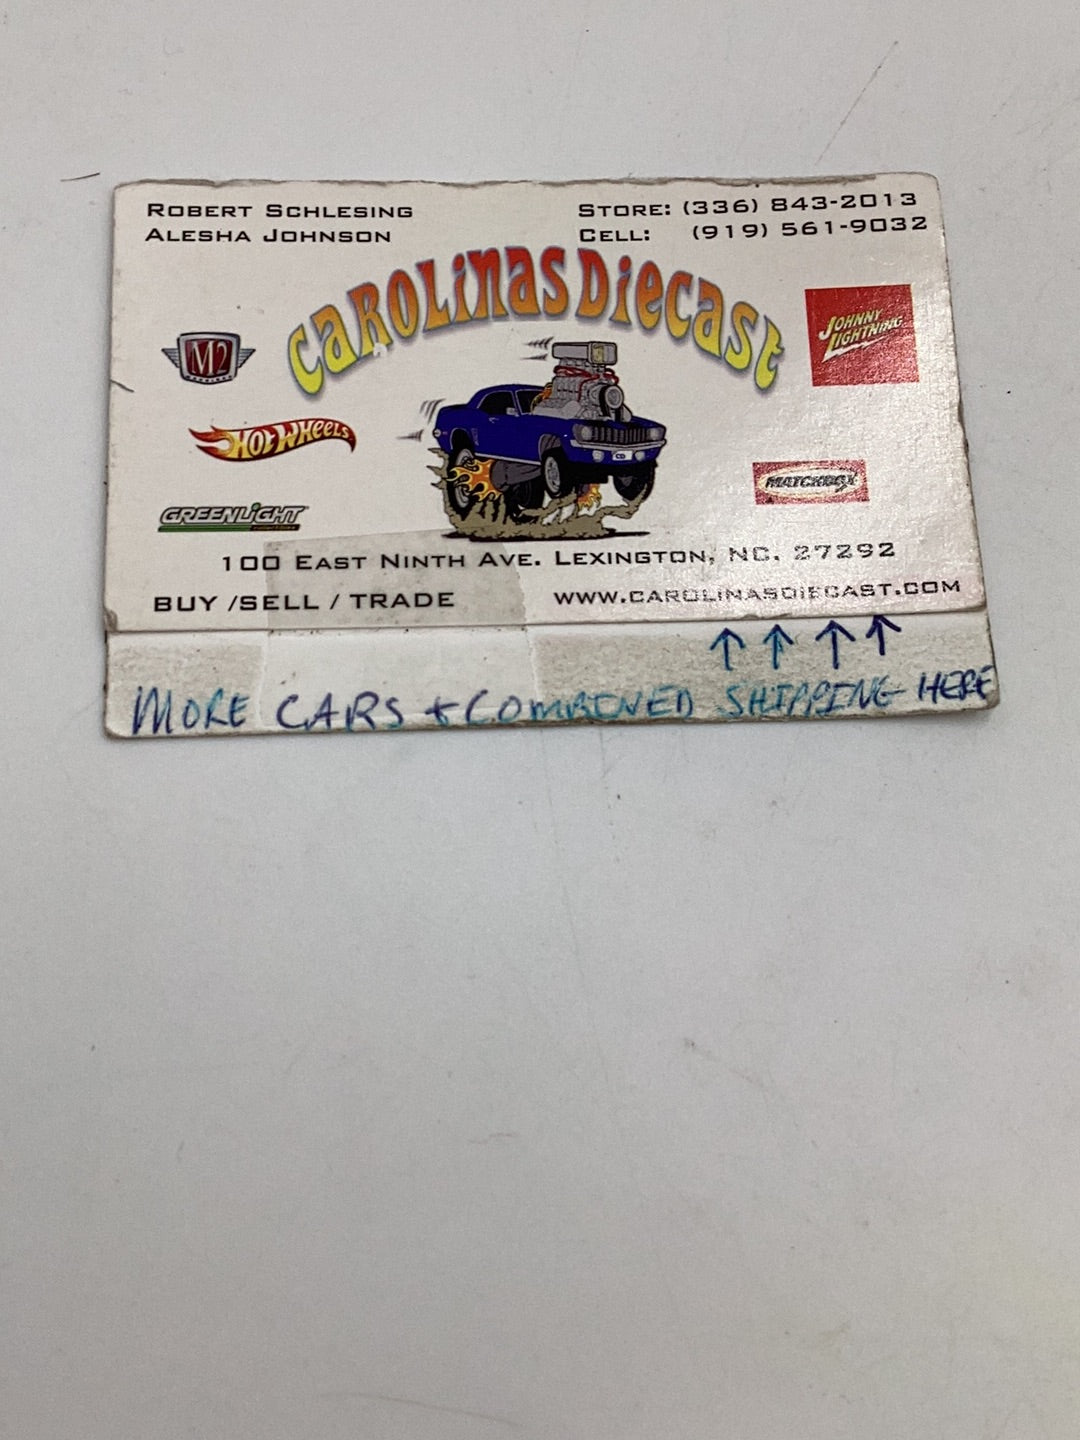 ROBERT SCHLESING
ALESHA JOHNSON
STORE: (336) 843-2013
CELL: (919) 561-9032
CAROLINAS DIECAST
M2
JOHNNY LIGHTNING
HOT WHEELS
CD
MATCHBOX
GREENLIGHT
100 EAST NINTH AVE. LEXINGTON, NC. 27292
BUY /SELL / TRADE
WWW.CAROLINASDIECAST.COM
MORE CARS + COMBINED SHIPPING HERE